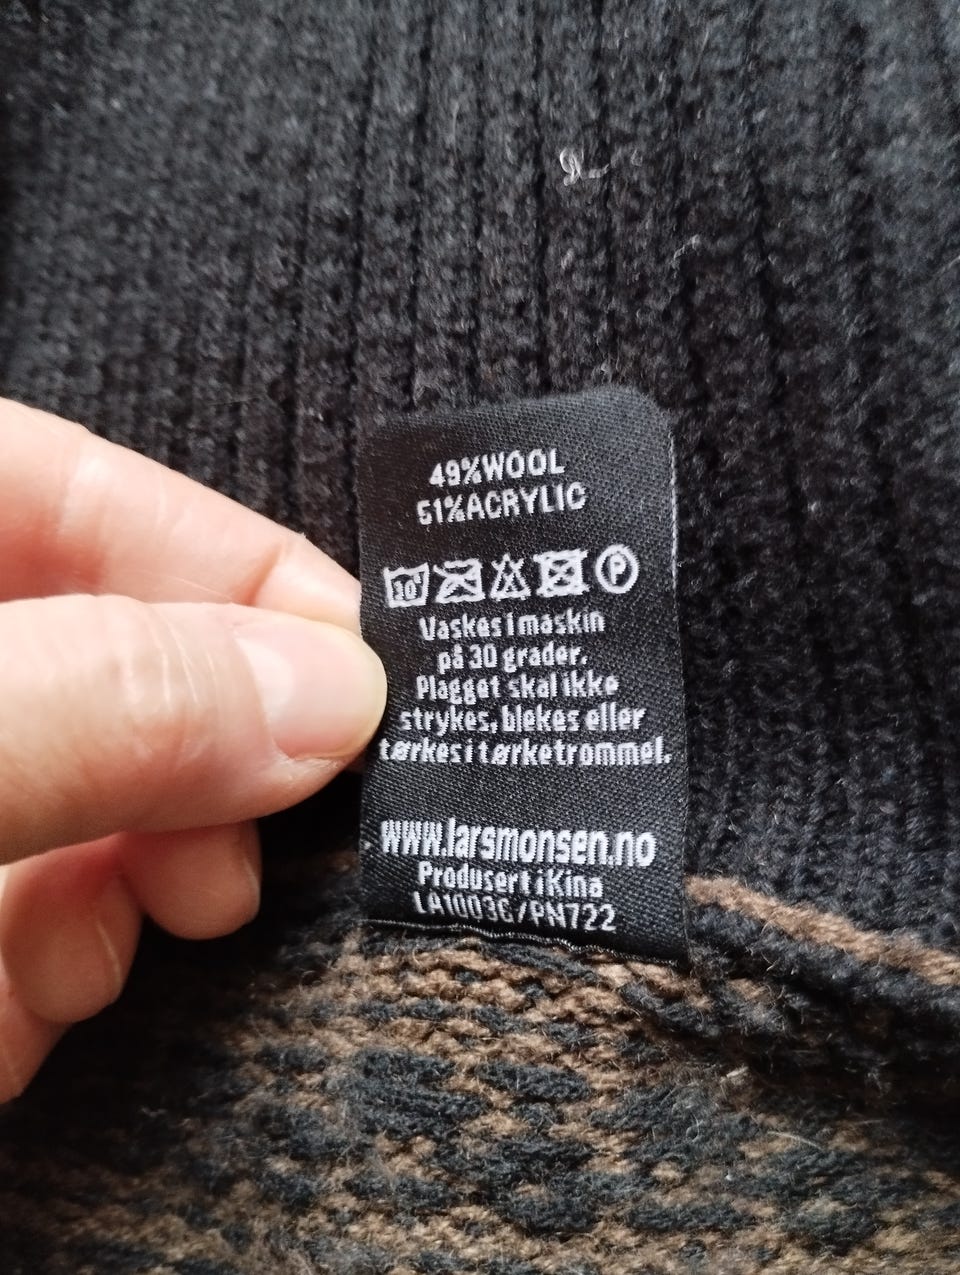 49%WOOL
51%ACRYLIC
30°
P
Vaskes i maskin
på 30 grader.
Plagget skal ikke
strykes, blekes eller
tørkes i tørketrommel.
www.larsmonsen.no
Produsert i Kina
LA10036/PN722